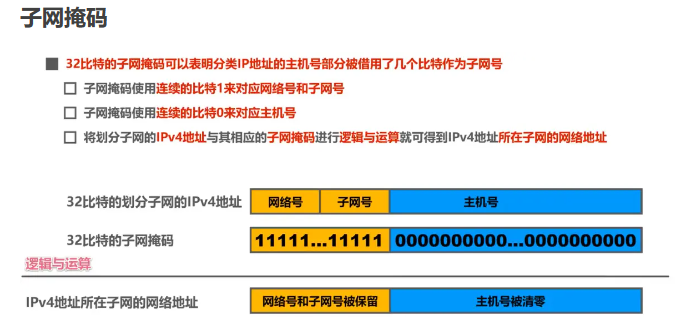 子网掩码
32比特的子网掩码可以表明分类IP地址的主机号部分被借用了几个比特作为子网号
子网掩码使用连续的比特1来对应网络号和子网号
子网掩码使用连续的比特0来对应主机号
将划分子网的IPv4地址与其相应的子网掩码进行逻辑与运算就可得到IPv4地址所在子网的网络地址
32比特的划分子网的IPv4地址 网络号 子网号 主机号
32比特的子网掩码 11111...11111 0000000000...0000000000
逻辑与运算
IPv4地址所在子网的网络地址 网络号和子网号被保留 主机号被清零